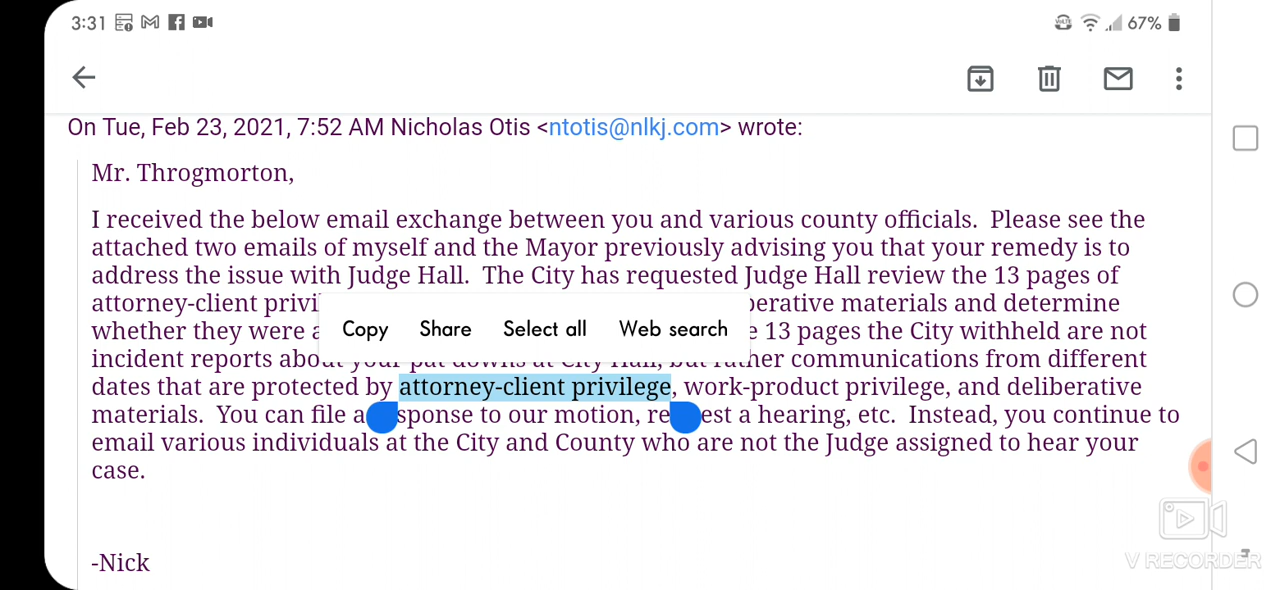 3:31
67%
On Tue, Feb 23, 2021, 7:52 AM Nicholas Otis <ntotis@nlkj.com> wrote:
Mr. Throgmorton,
I received the below email exchange between you and various county officials. Please see the
attached two emails of myself and the Mayor previously advising you that your remedy is to
address the issue with Judge Hall. The City has requested Judge Hall review the 13 pages of
attorney-client materials and determine
Copy Share Select all Web search
whether they were 13 pages the City withheld are not
incident reports communications from different
dates that are protected by attorney-client privilege, work-product privilege, and deliberative
materials. You can file to our motion, a hearing, etc. Instead, you continue to
email various individuals at the City and County who are not the Judge assigned to hear your
case.
-Nick
V RECORDER